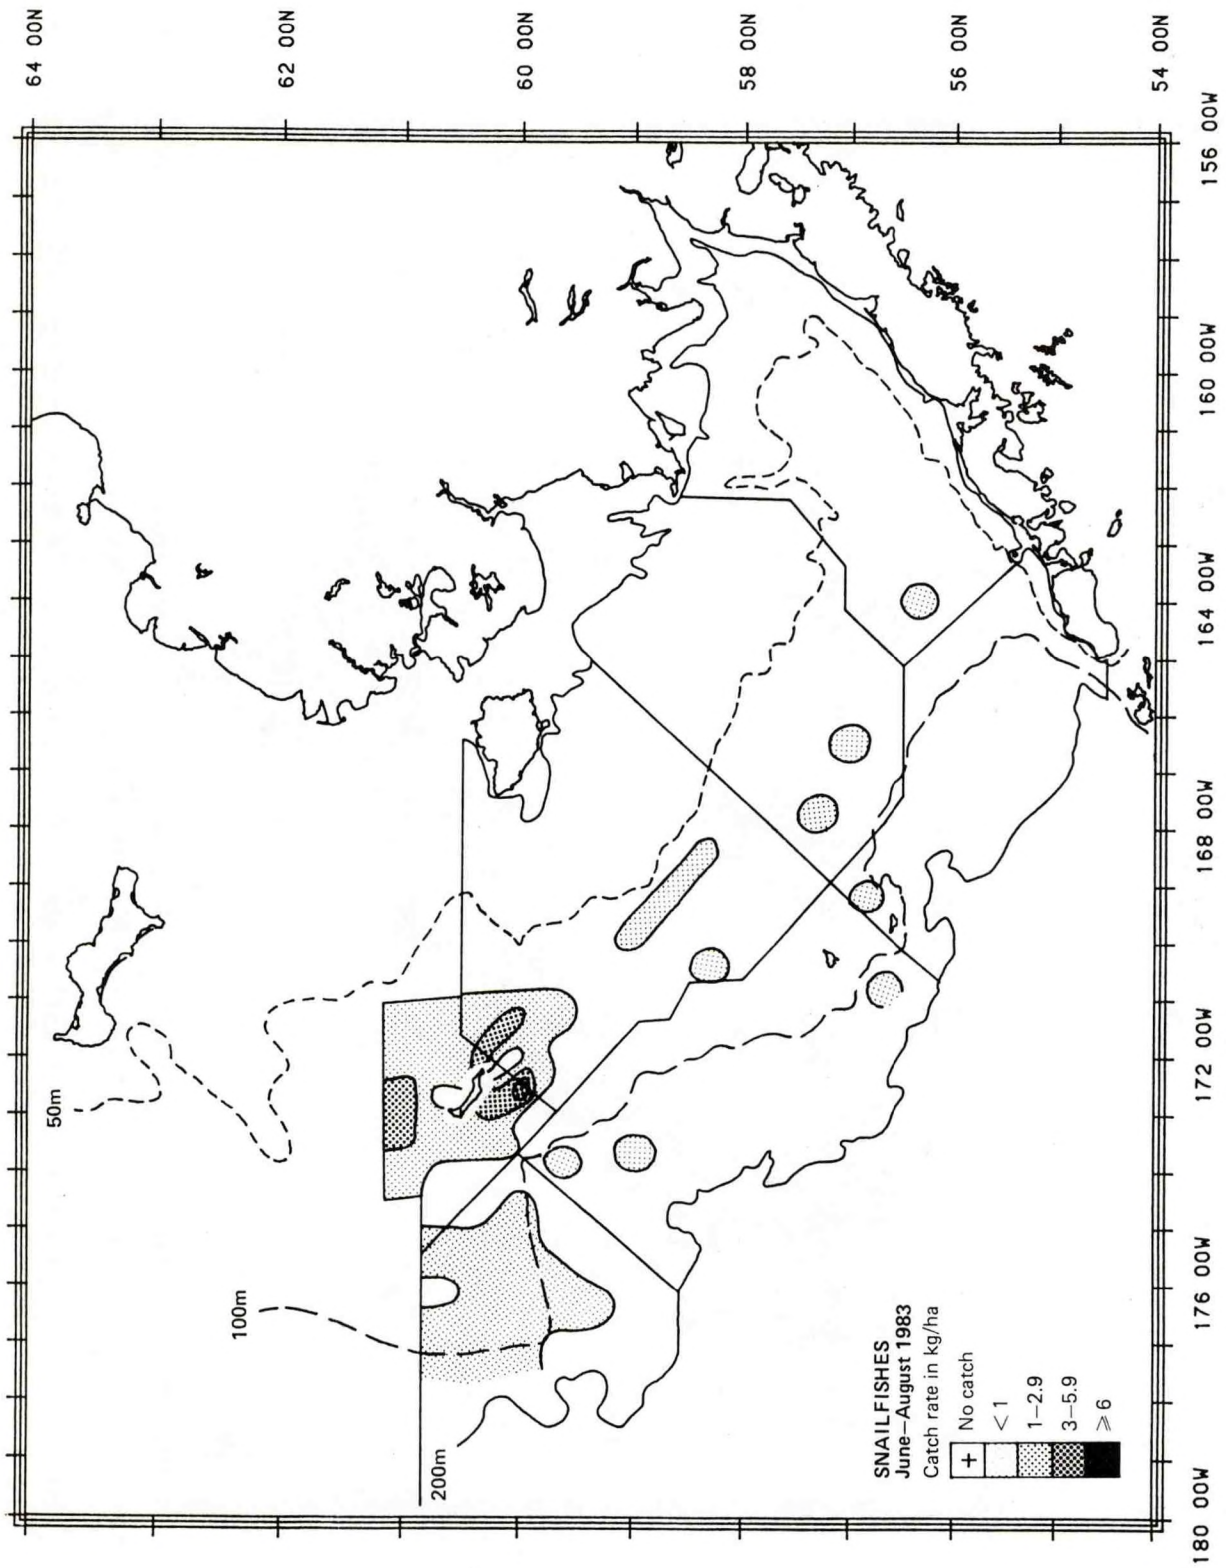 64 00N
62 00N
60 00N
58 00N
56 00N
54 00N
156 00W
160 00W
164 00W
168 00W
172 00W
176 00W
180 00W
50m
100m
200m
SNAILFISHES
June–August 1983
Catch rate in kg/ha
+ No catch
< 1
1–2.9
3–5.9
⩾ 6